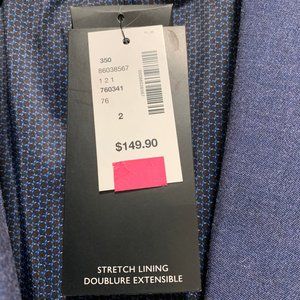 350
86038567
1 2 1
760341
76
2
$149.90
STRETCH LINING
DOUBLURE EXTENSIBLE